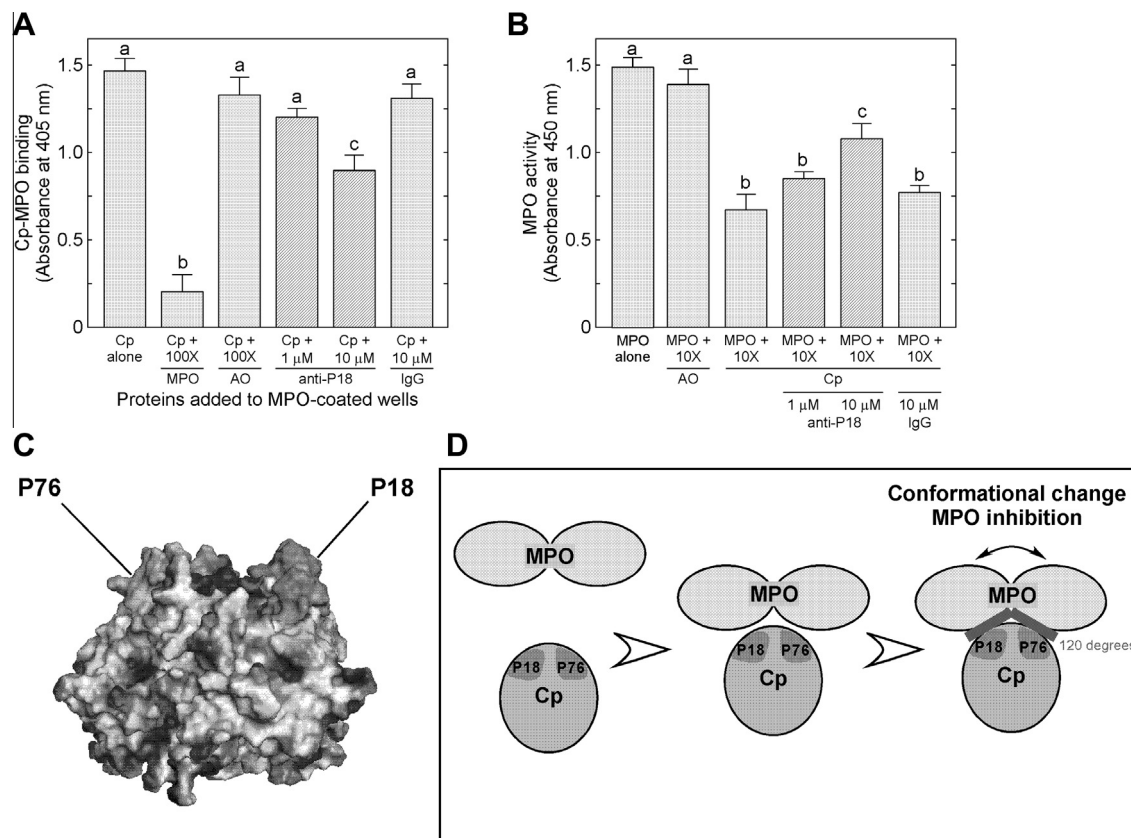 A
Cp-MPO binding
(Absorbance at 405 nm)
1.5
1.0
0.5
0
a
b
a
a
c
a
Cp alone
Cp + 100X MPO
Cp + 100X AO
Cp + 1 μM
Cp + 10 μM
anti-P18
Cp + 10 μM IgG
Proteins added to MPO-coated wells
B
MPO activity
(Absorbance at 450 nm)
1.5
1.0
0.5
0
a
a
b
b
c
b
MPO alone
MPO + 10X AO
MPO + 10X
MPO + 10X
MPO + 10X
MPO + 10X
Cp
1 μM
10 μM
10 μM
anti-P18
IgG
C
P76
P18
D
MPO
P18
P76
Cp
MPO
P18
P76
Cp
Conformational change
MPO inhibition
MPO
P18
P76
120 degrees
Cp